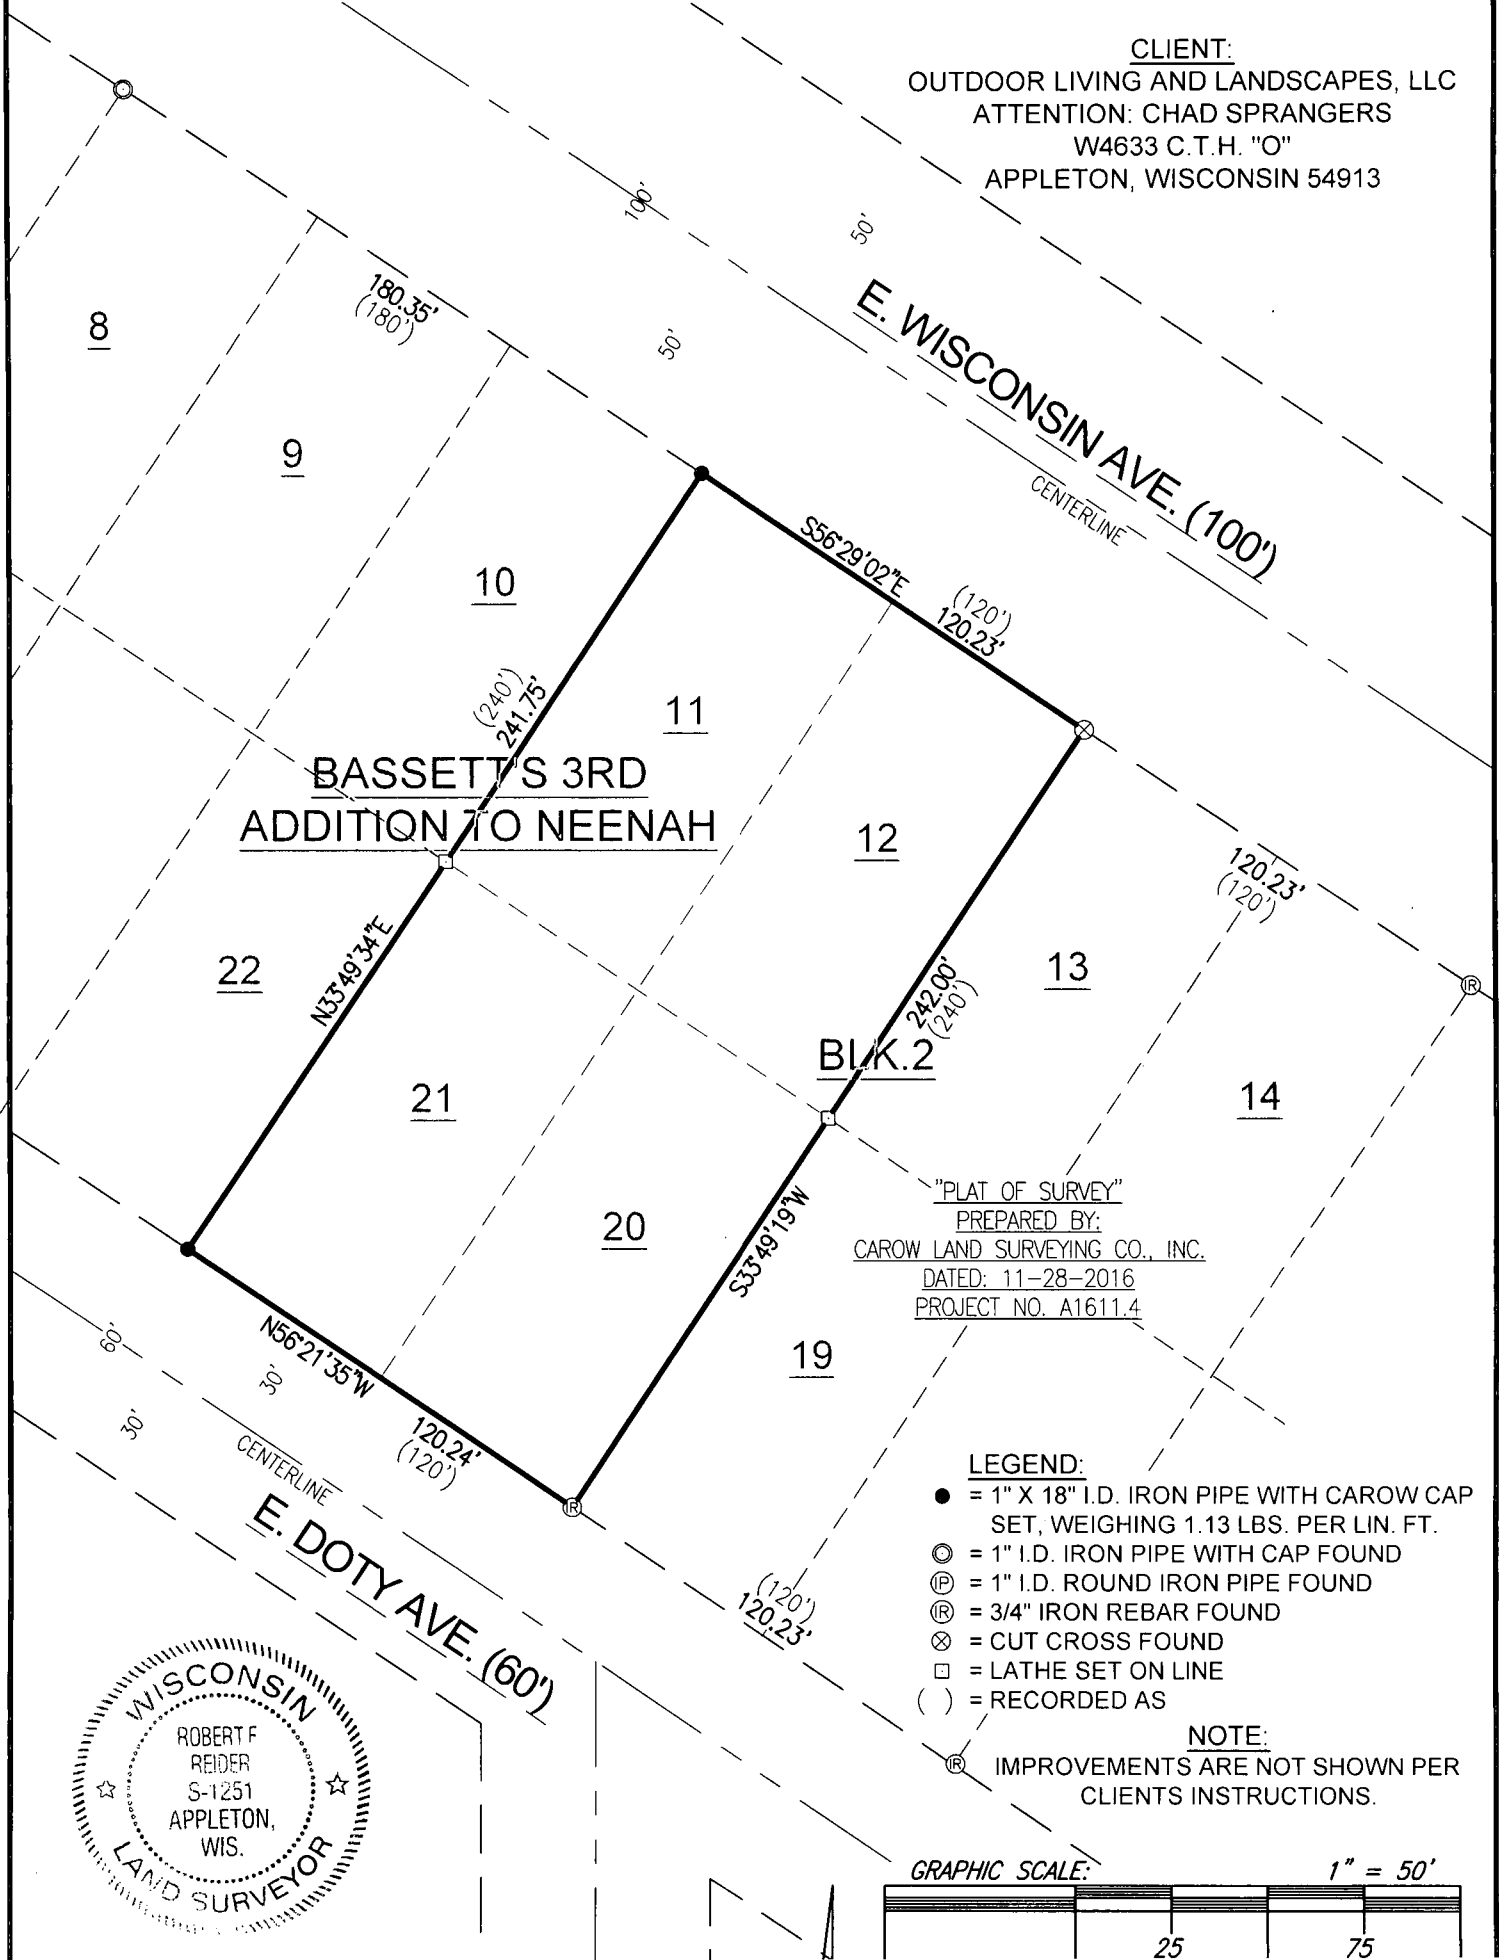 CLIENT:
OUTDOOR LIVING AND LANDSCAPES, LLC
ATTENTION: CHAD SPRANGERS
W4633 C.T.H. "O"
APPLETON, WISCONSIN 54913
100'
50'
50'
E. WISCONSIN AVE. (100')
CENTERLINE
180.35'
(180')
8
9
10
S56°29'02"E
(120')
120.23'
(240')
241.75'
11
BASSETT'S 3RD
ADDITION TO NEENAH
12
120.23'
(120')
N33°49'34"E
22
13
242.00'
(240')
BLK.2
21
14
20
S33°49'19"W
"PLAT OF SURVEY"
PREPARED BY:
CAROW LAND SURVEYING CO., INC.
DATED: 11-28-2016
PROJECT NO. A1611.4
19
IR
60'
30'
30'
N56°21'35"W
120.24'
(120')
CENTERLINE
E. DOTY AVE. (60')
IR
(120')
120.23'
IR
LEGEND:
= 1" X 18" I.D. IRON PIPE WITH CAROW CAP
SET, WEIGHING 1.13 LBS. PER LIN. FT.
= 1" I.D. IRON PIPE WITH CAP FOUND
IP = 1" I.D. ROUND IRON PIPE FOUND
IR = 3/4" IRON REBAR FOUND
= CUT CROSS FOUND
= LATHE SET ON LINE
( ) = RECORDED AS
NOTE:
IMPROVEMENTS ARE NOT SHOWN PER
CLIENTS INSTRUCTIONS.
WISCONSIN
ROBERT F
REIDER
S-1251
APPLETON,
WIS.
LAND SURVEYOR
GRAPHIC SCALE: 1" = 50'
25 75